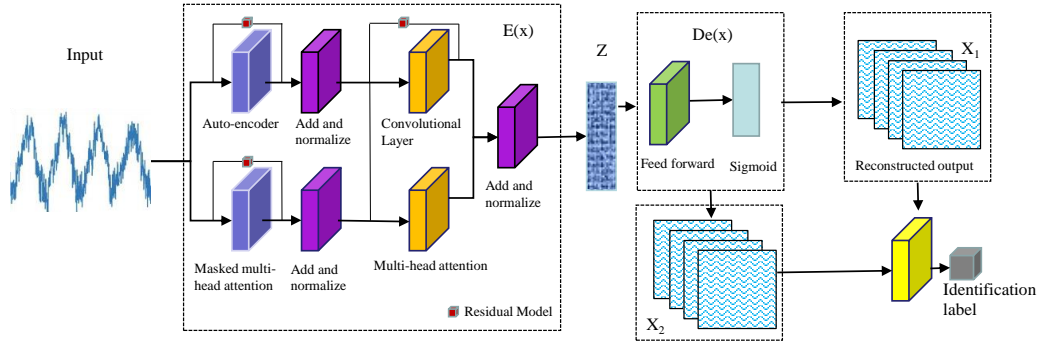 Input
E(x)
Auto-encoder
Add and
normalize
Convolutional
Layer
Add and
normalize
Masked multi-
head attention
Add and
normalize
Multi-head attention
Residual Model
Z
De(x)
Feed forward
Sigmoid
X1
Reconstructed output
X2
Identification
label